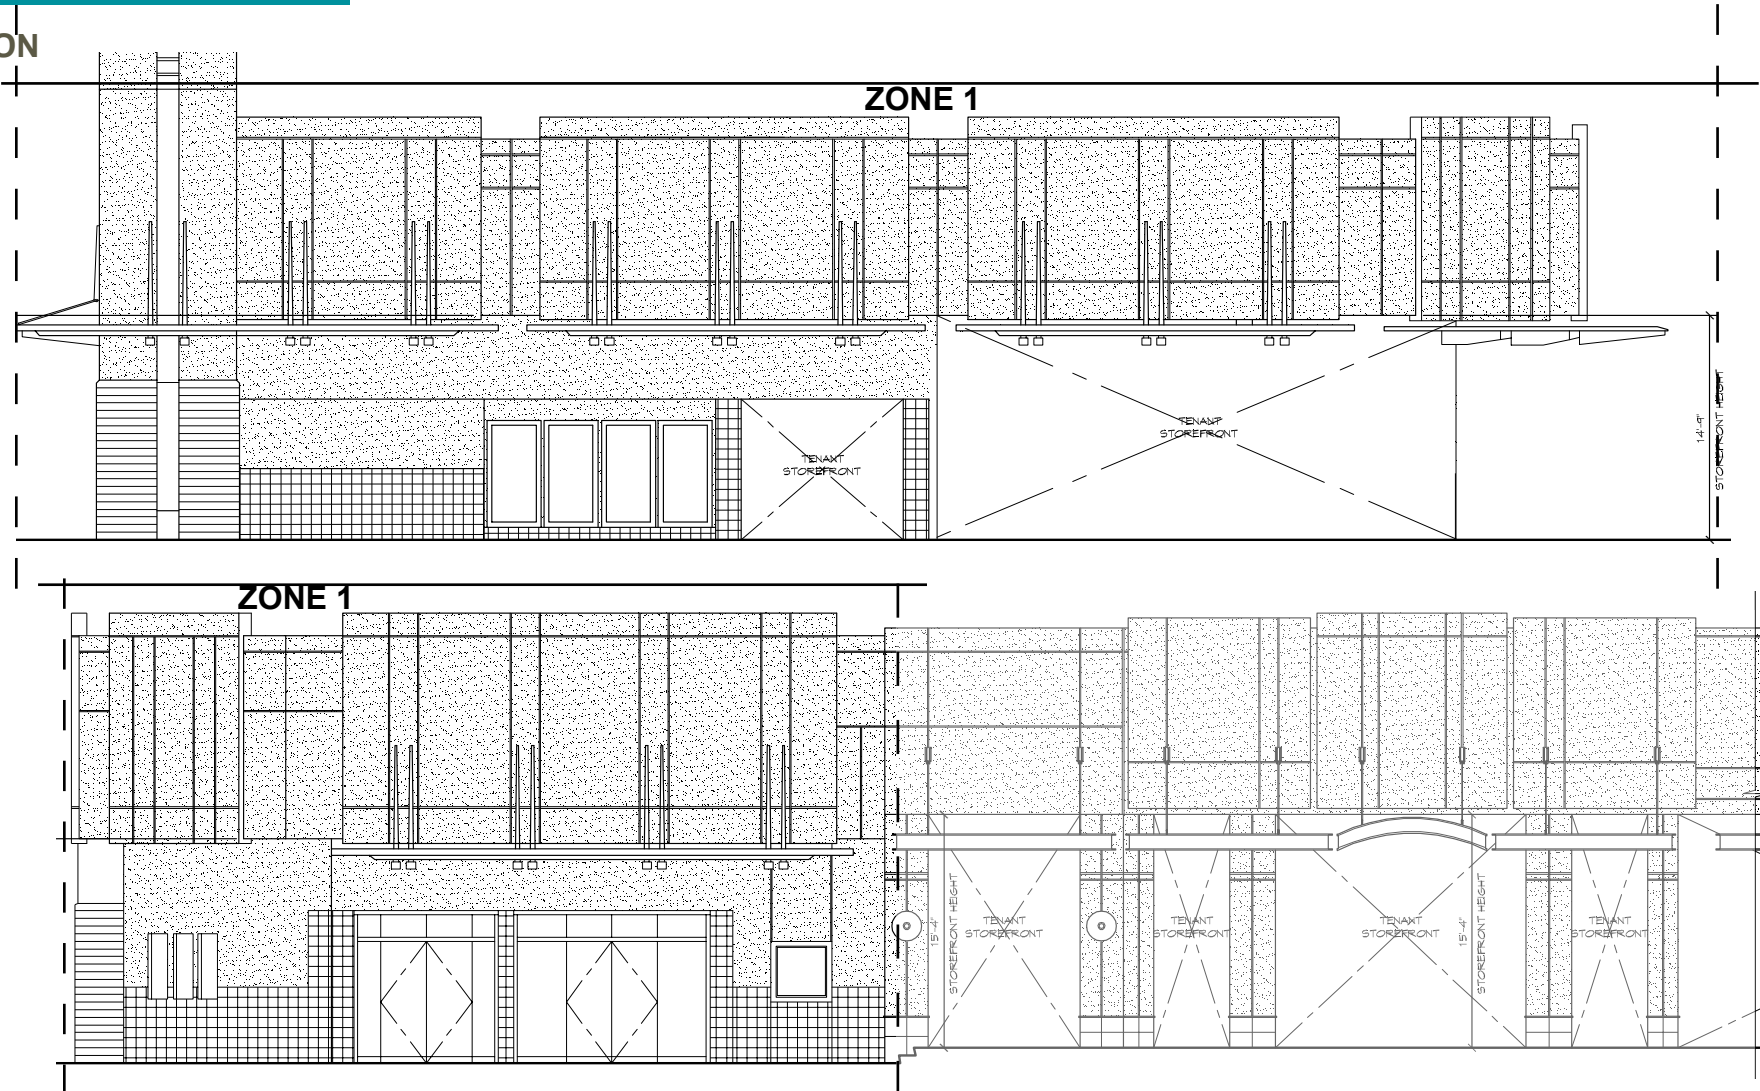 ON
ZONE 1
TENANT
STOREFRONT
TENANT
STOREFRONT
14'-9"
STOREFRONT HEIGHT
ZONE 1
15'-4"
STOREFRONT HEIGHT
TENANT
STOREFRONT
TENANT
STOREFRONT
TENANT
STOREFRONT
15'-4"
STOREFRONT HEIGHT
TENANT
STOREFRONT